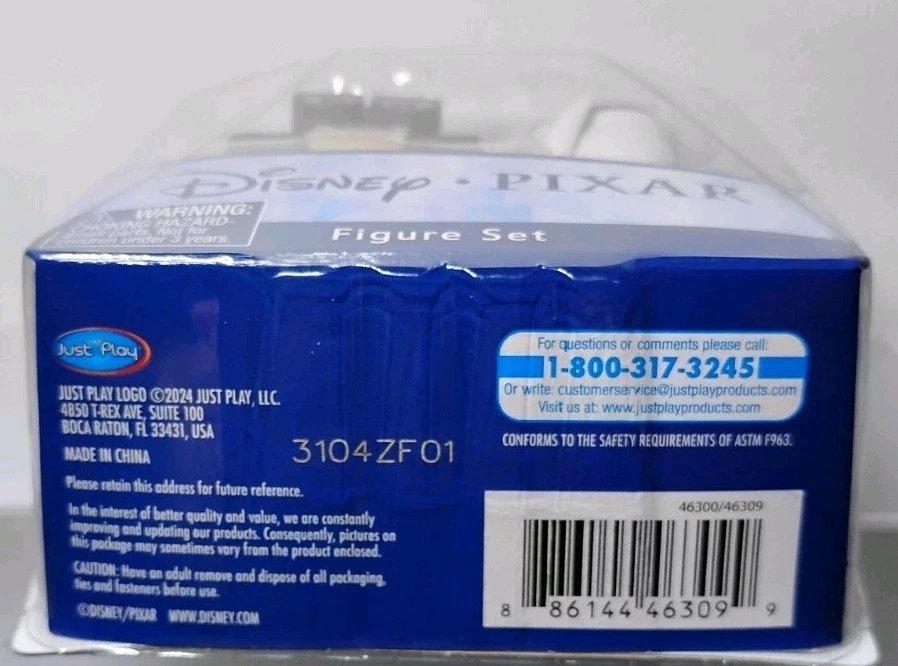 DISNEY · PIXAR
WARNING:
CHOKING HAZARD-
Small parts. Not for
children under 3 years.
Figure Set
Just Play
JUST PLAY LOGO ©2024 JUST PLAY, LLC.
4850 T-REX AVE, SUITE 100
BOCA RATON, FL 33431, USA
MADE IN CHINA
3104ZF01
Please retain this address for future reference.
In the interest of better quality and value, we are constantly
improving and updating our products. Consequently, pictures on
this package may sometimes vary from the product enclosed.
CAUTION: Have an adult remove and dispose of all packaging,
ties and fasteners before use.
©DISNEY/PIXAR WWW.DISNEY.COM
For questions or comments please call:
1-800-317-3245
Or write: customerservice@justplayproducts.com
Visit us at: www.justplayproducts.com
CONFORMS TO THE SAFETY REQUIREMENTS OF ASTM F963.
46300/46309
8 86144 46309 9